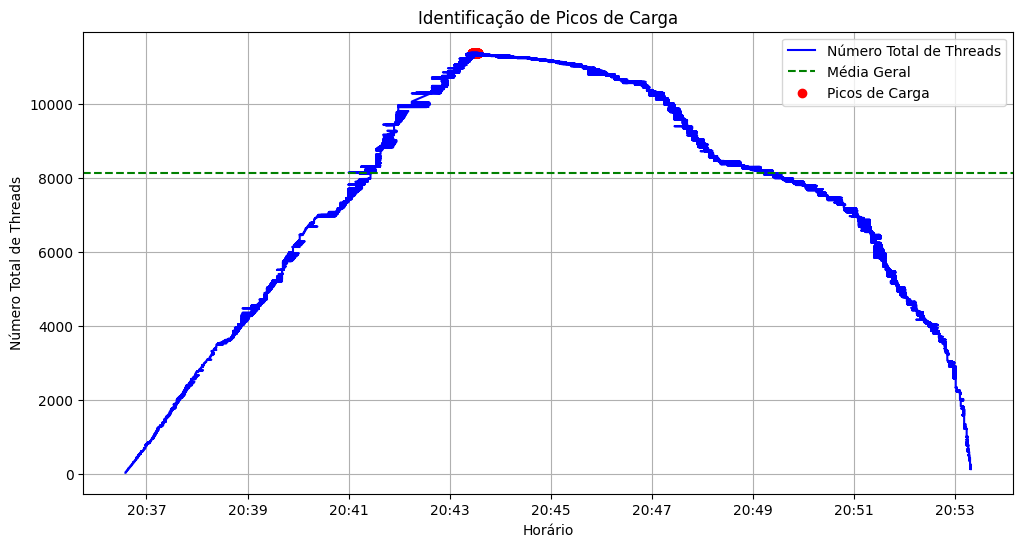 Identificação de Picos de Carga
Número Total de Threads
Média Geral
Picos de Carga
Número Total de Threads
10000
8000
6000
4000
2000
0
20:37 20:39 20:41 20:43 20:45 20:47 20:49 20:51 20:53
Horário